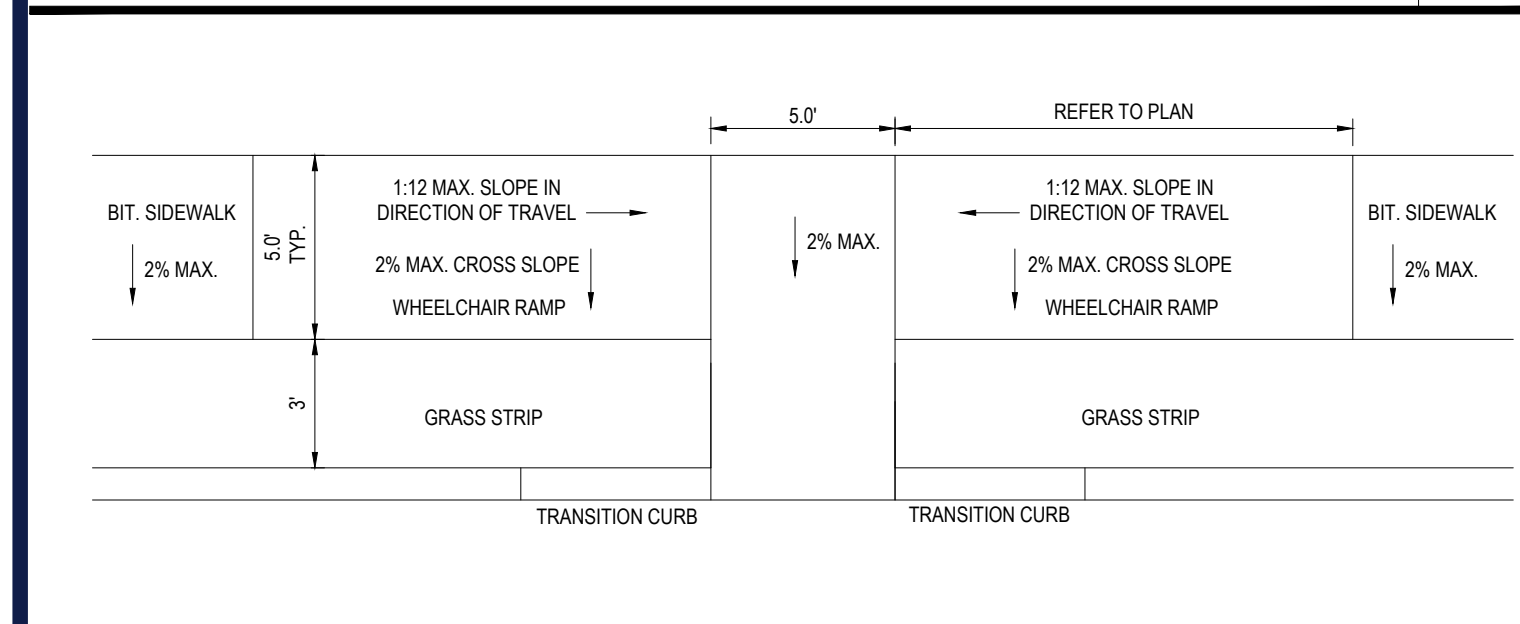 5.0'
REFER TO PLAN
BIT. SIDEWALK
2% MAX.
5.0'
TYP.
1:12 MAX. SLOPE IN
DIRECTION OF TRAVEL
2% MAX. CROSS SLOPE
WHEELCHAIR RAMP
2% MAX.
1:12 MAX. SLOPE IN
DIRECTION OF TRAVEL
2% MAX. CROSS SLOPE
WHEELCHAIR RAMP
BIT. SIDEWALK
2% MAX.
3'
GRASS STRIP
GRASS STRIP
TRANSITION CURB
TRANSITION CURB